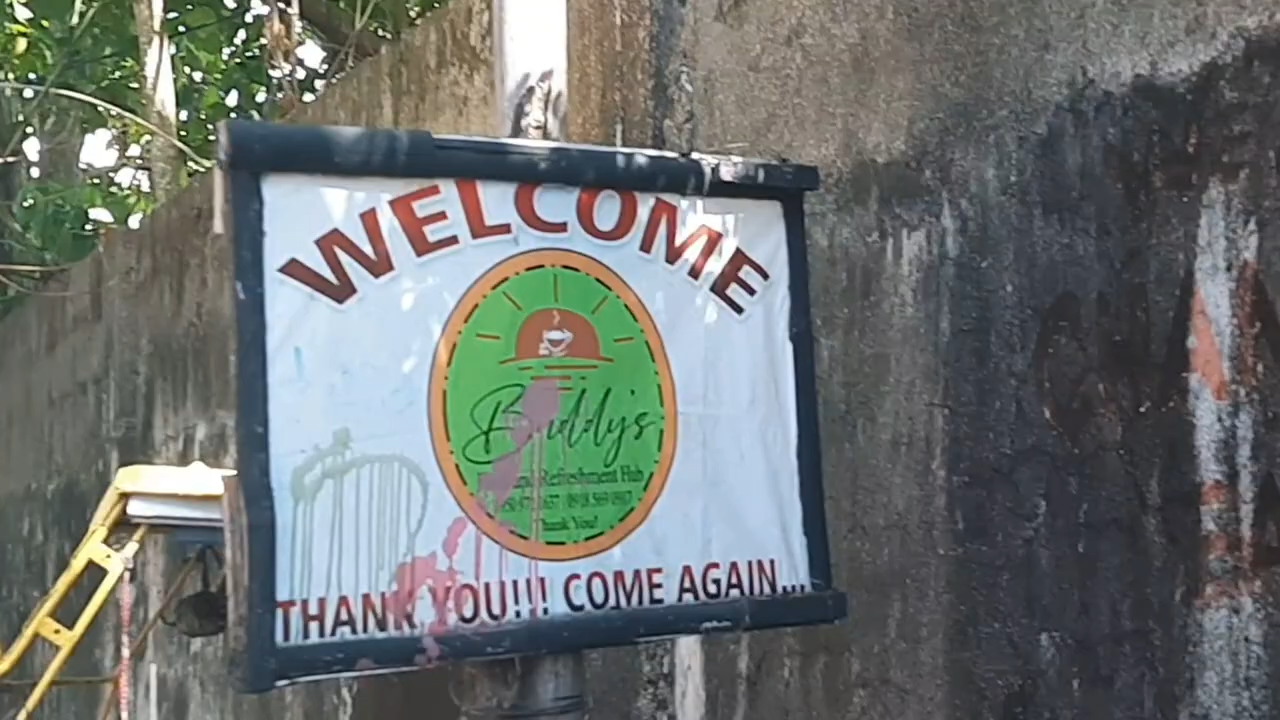 WELCOME
Buddy's
Refreshment Hub
Thank You!
THANK YOU!!! COME AGAIN...